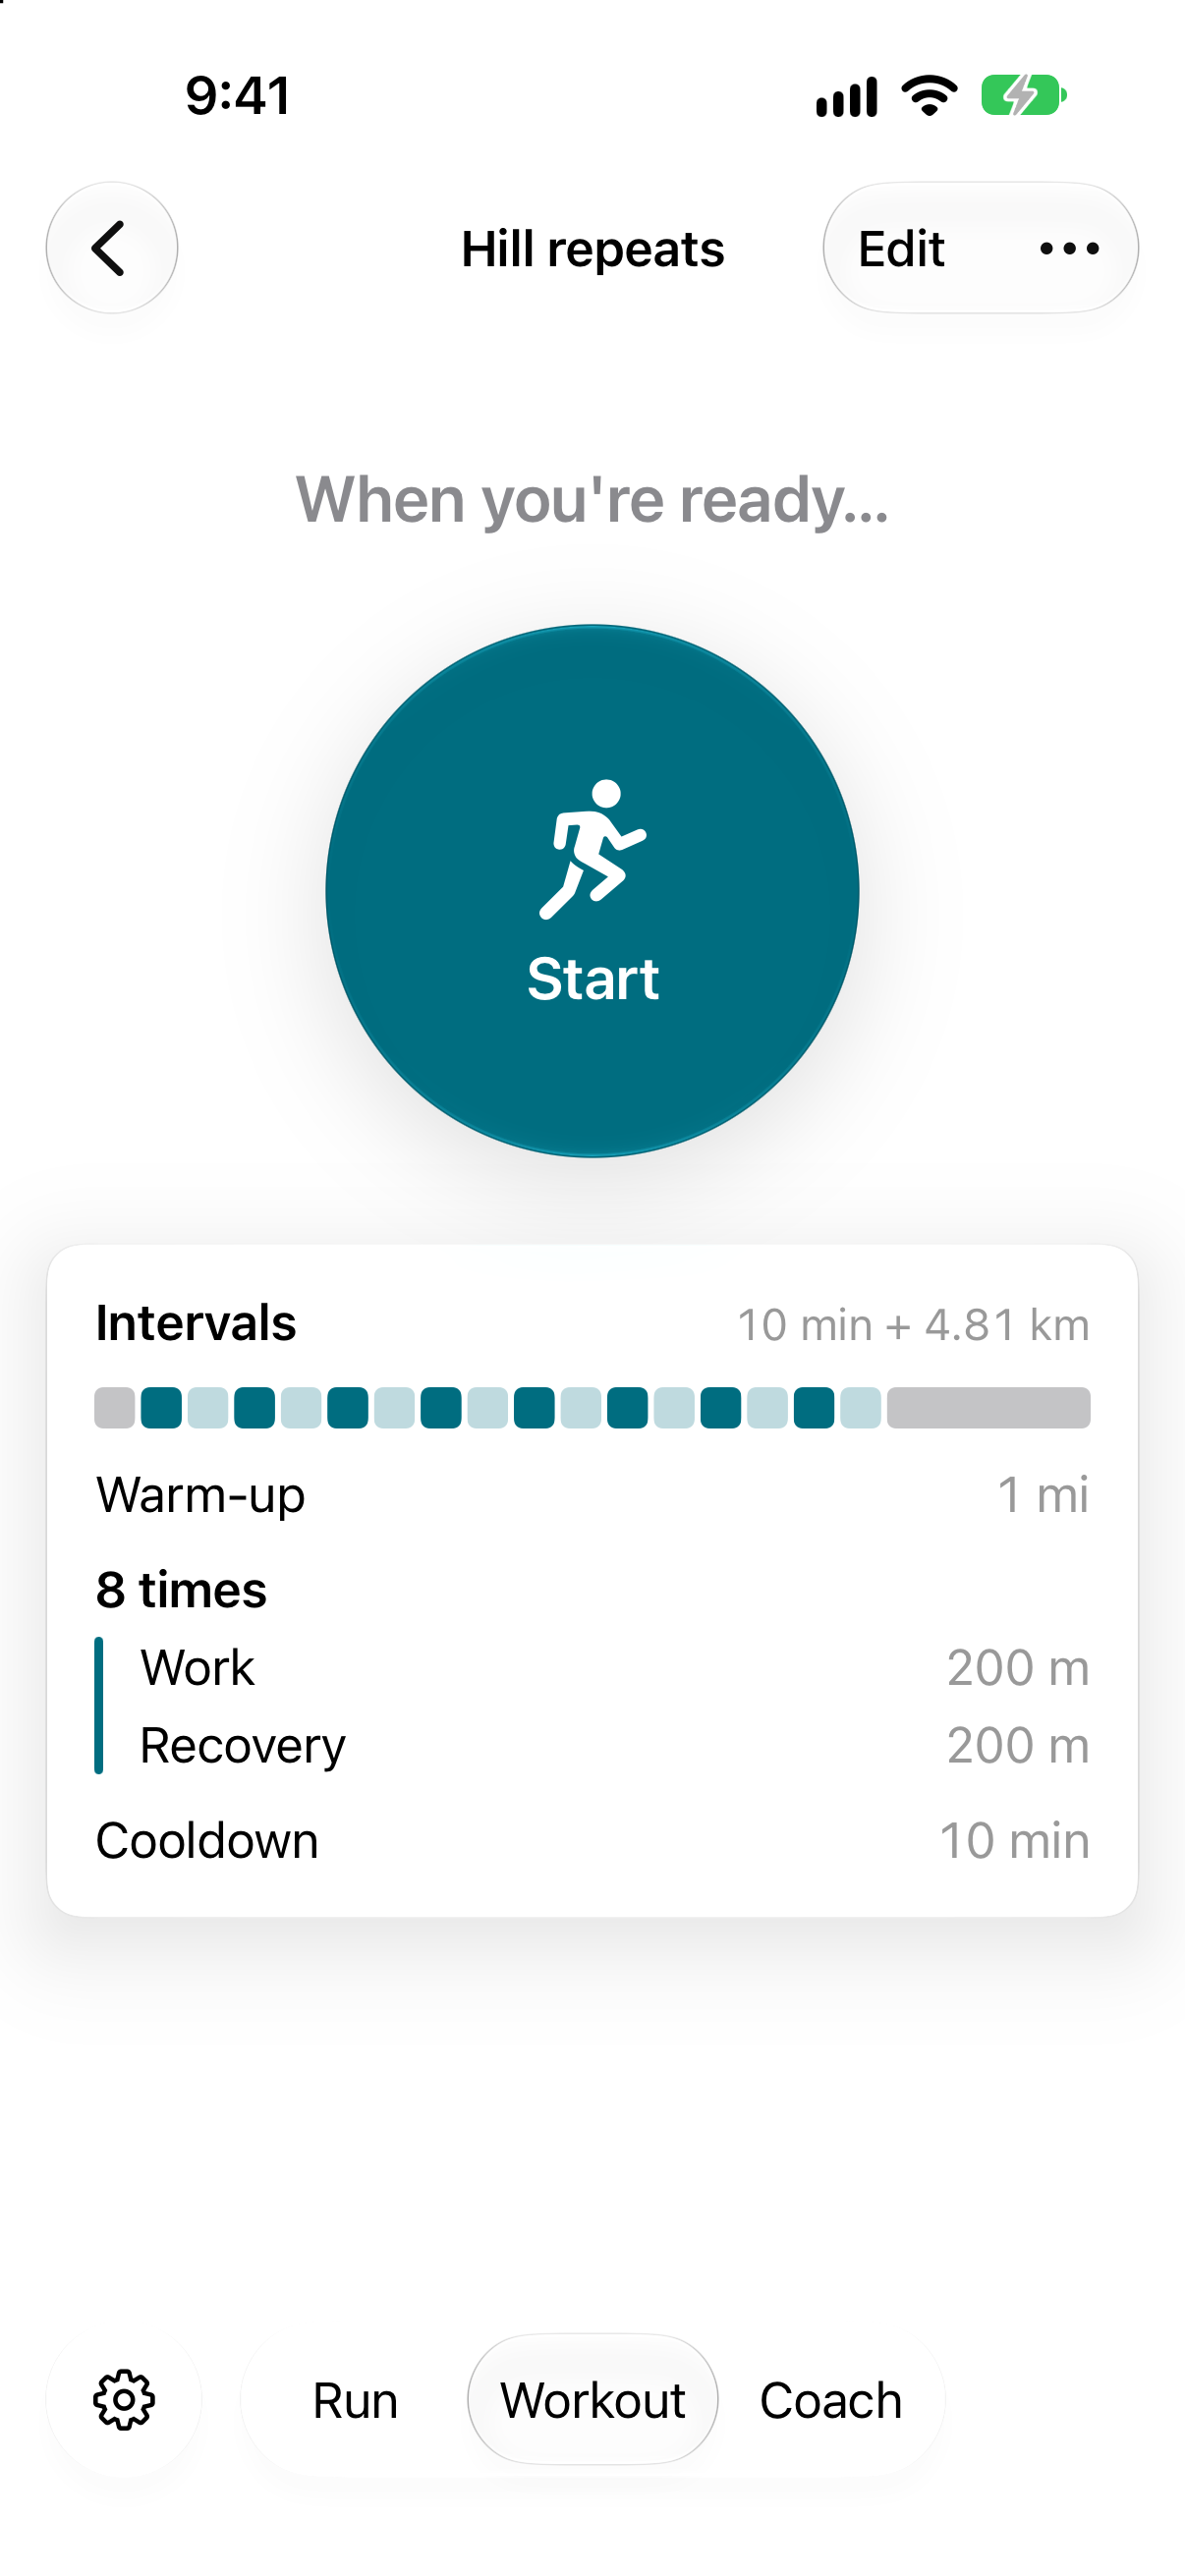 9:41
Hill repeats
Edit
When you're ready...
Start
Intervals
10 min + 4.81 km
Warm-up
1 mi
8 times
Work
200 m
Recovery
200 m
Cooldown
10 min
Run
Workout
Coach